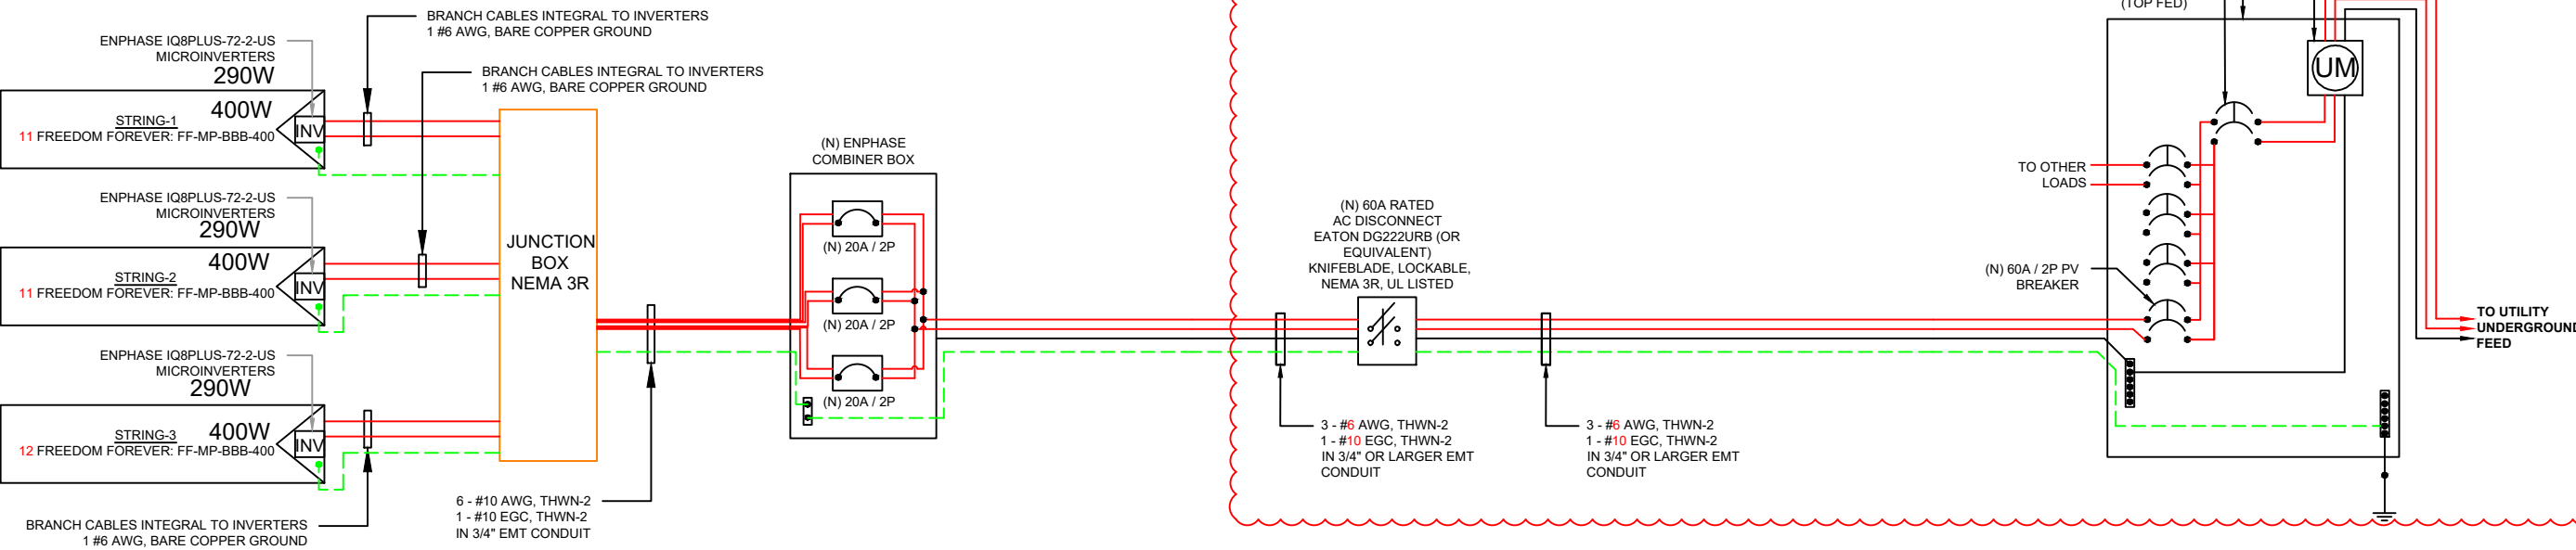 BRANCH CABLES INTEGRAL TO INVERTERS
1 #6 AWG, BARE COPPER GROUND
ENPHASE IQ8PLUS-72-2-US
MICROINVERTERS
290W
BRANCH CABLES INTEGRAL TO INVERTERS
1 #6 AWG, BARE COPPER GROUND
400W
STRING-1
11 FREEDOM FOREVER: FF-MP-BBB-400
INV
ENPHASE IQ8PLUS-72-2-US
MICROINVERTERS
290W
400W
STRING-2
11 FREEDOM FOREVER: FF-MP-BBB-400
INV
ENPHASE IQ8PLUS-72-2-US
MICROINVERTERS
290W
400W
STRING-3
12 FREEDOM FOREVER: FF-MP-BBB-400
INV
BRANCH CABLES INTEGRAL TO INVERTERS
1 #6 AWG, BARE COPPER GROUND
JUNCTION
BOX
NEMA 3R
6 - #10 AWG, THWN-2
1 - #10 EGC, THWN-2
IN 3/4" EMT CONDUIT
(N) ENPHASE
COMBINER BOX
(N) 20A / 2P
(N) 20A / 2P
(N) 20A / 2P
(N) 60A RATED
AC DISCONNECT
EATON DG222URB (OR
EQUIVALENT)
KNIFEBLADE, LOCKABLE,
NEMA 3R, UL LISTED
3 - #6 AWG, THWN-2
1 - #10 EGC, THWN-2
IN 3/4" OR LARGER EMT
CONDUIT
3 - #6 AWG, THWN-2
1 - #10 EGC, THWN-2
IN 3/4" OR LARGER EMT
CONDUIT
(TOP FED)
UM
TO OTHER
LOADS
(N) 60A / 2P PV
BREAKER
TO UTILITY
UNDERGROUND
FEED